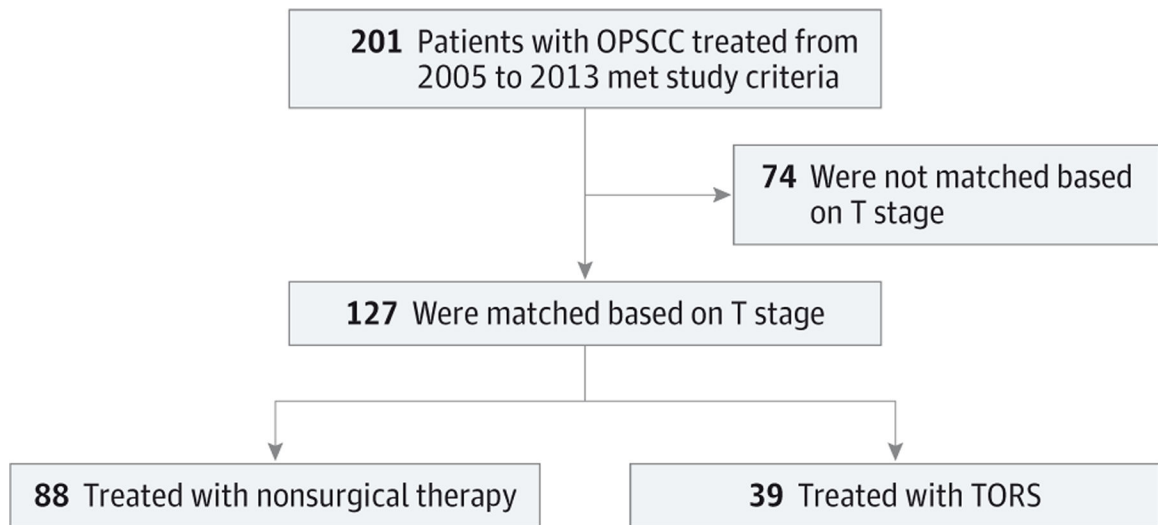 201 Patients with OPSCC treated from
2005 to 2013 met study criteria
74 Were not matched based
on T stage
127 Were matched based on T stage
88 Treated with nonsurgical therapy
39 Treated with TORS